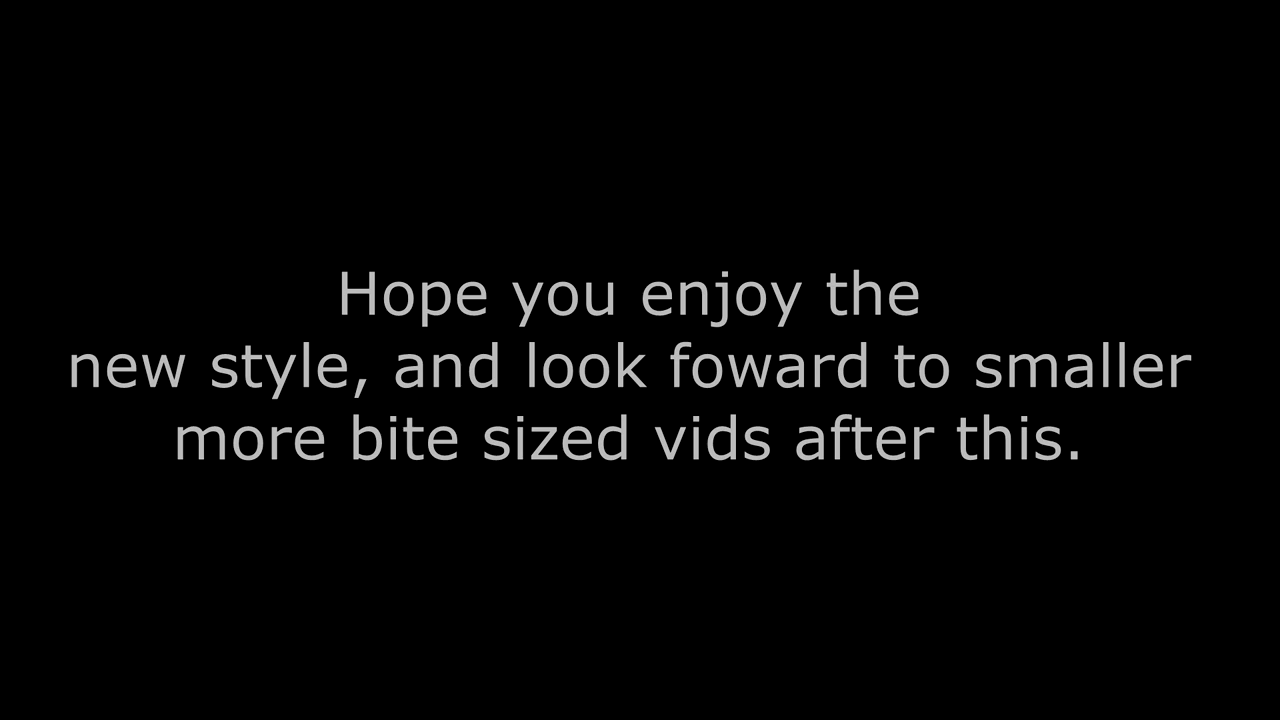 Hope you enjoy the
new style, and look foward to smaller
more bite sized vids after this.